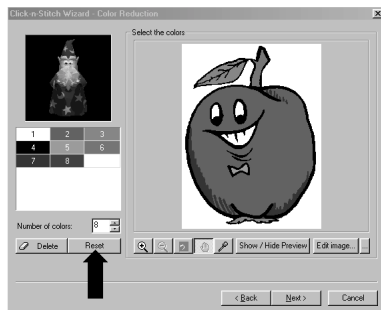 Click-n-Stitch Wizard - Color Reduction
Select the colors
1 2 3
4 5 6
7 8
Number of colors: 8
Delete Reset
Show / Hide Preview Edit image... ...
< Back Next > Cancel